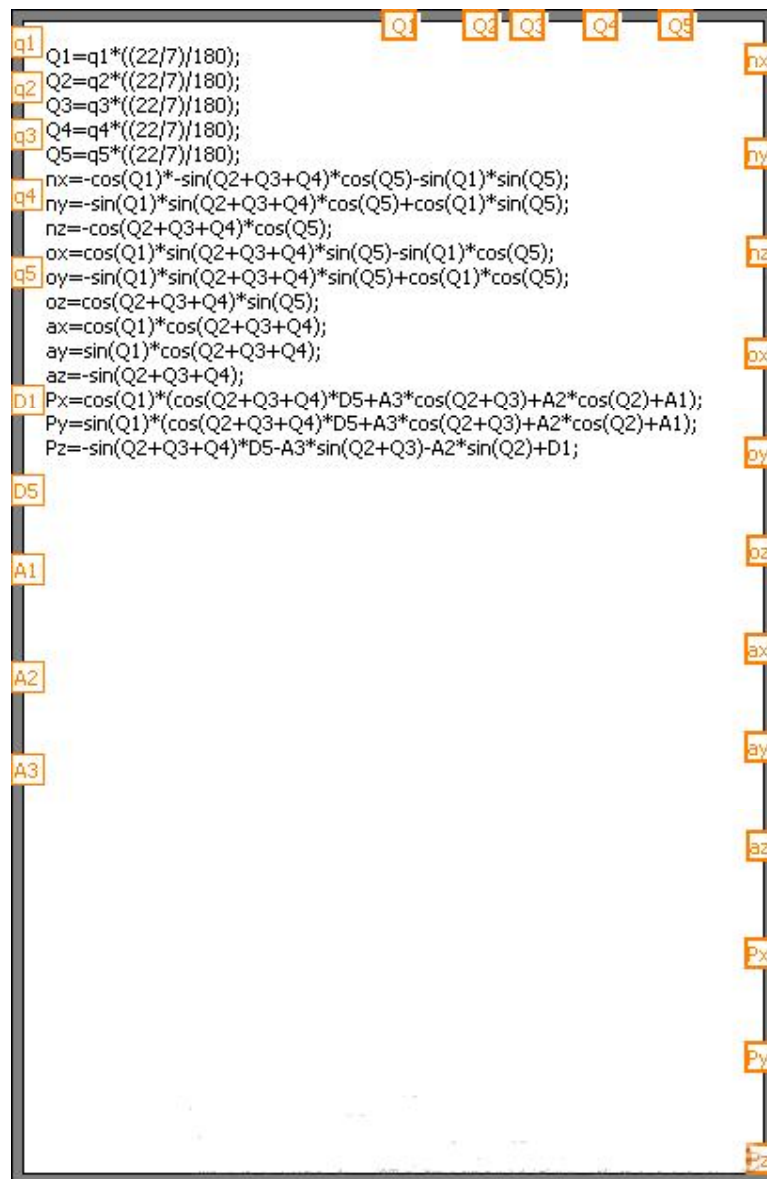 Q1 Q2 Q3 Q4 Q5
q1
q2
q3
q4
q5
D1
D5
A1
A2
A3
Q1=q1*((22/7)/180);
Q2=q2*((22/7)/180);
Q3=q3*((22/7)/180);
Q4=q4*((22/7)/180);
Q5=q5*((22/7)/180);
nx=-cos(Q1)*-sin(Q2+Q3+Q4)*cos(Q5)-sin(Q1)*sin(Q5);
ny=-sin(Q1)*sin(Q2+Q3+Q4)*cos(Q5)+cos(Q1)*sin(Q5);
nz=-cos(Q2+Q3+Q4)*cos(Q5);
ox=cos(Q1)*sin(Q2+Q3+Q4)*sin(Q5)-sin(Q1)*cos(Q5);
oy=-sin(Q1)*sin(Q2+Q3+Q4)*sin(Q5)+cos(Q1)*cos(Q5);
oz=cos(Q2+Q3+Q4)*sin(Q5);
ax=cos(Q1)*cos(Q2+Q3+Q4);
ay=sin(Q1)*cos(Q2+Q3+Q4);
az=-sin(Q2+Q3+Q4);
Px=cos(Q1)*(cos(Q2+Q3+Q4)*D5+A3*cos(Q2+Q3)+A2*cos(Q2)+A1);
Py=sin(Q1)*(cos(Q2+Q3+Q4)*D5+A3*cos(Q2+Q3)+A2*cos(Q2)+A1);
Pz=-sin(Q2+Q3+Q4)*D5-A3*sin(Q2+Q3)-A2*sin(Q2)+D1;
nx
ny
nz
ox
oy
oz
ax
ay
az
Px
Py
Pz